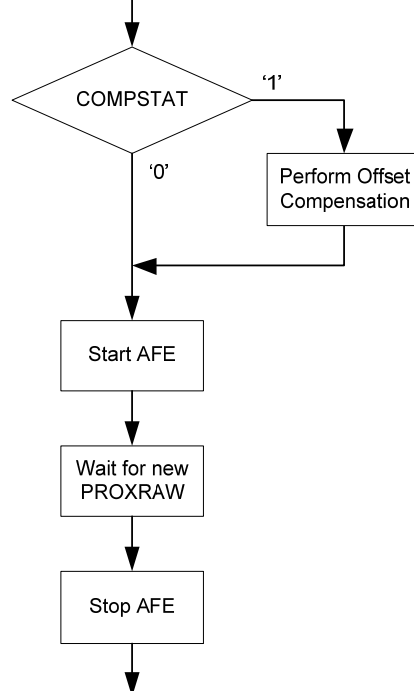 COMPSTAT
‘1’
‘0’
Perform Offset
Compensation
Start AFE
Wait for new
PROXRAW
Stop AFE